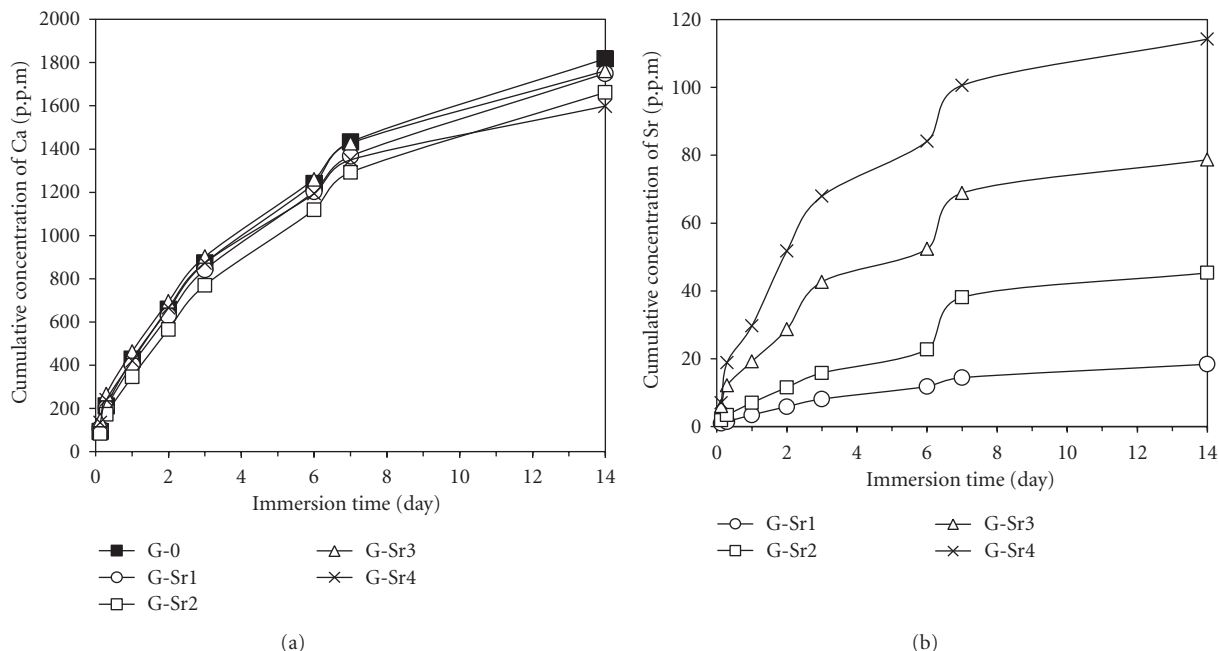 2000
1800
1600
1400
1200
1000
800
600
400
200
0
Cumulative concentration of Ca (p.p.m)
0 2 4 6 8 10 12 14
Immersion time (day)
G-0
G-Sr1
G-Sr2
G-Sr3
G-Sr4
(a)
120
100
80
60
40
20
0
Cumulative concentration of Sr (p.p.m)
0 2 4 6 8 10 12 14
Immersion time (day)
G-Sr1
G-Sr2
G-Sr3
G-Sr4
(b)